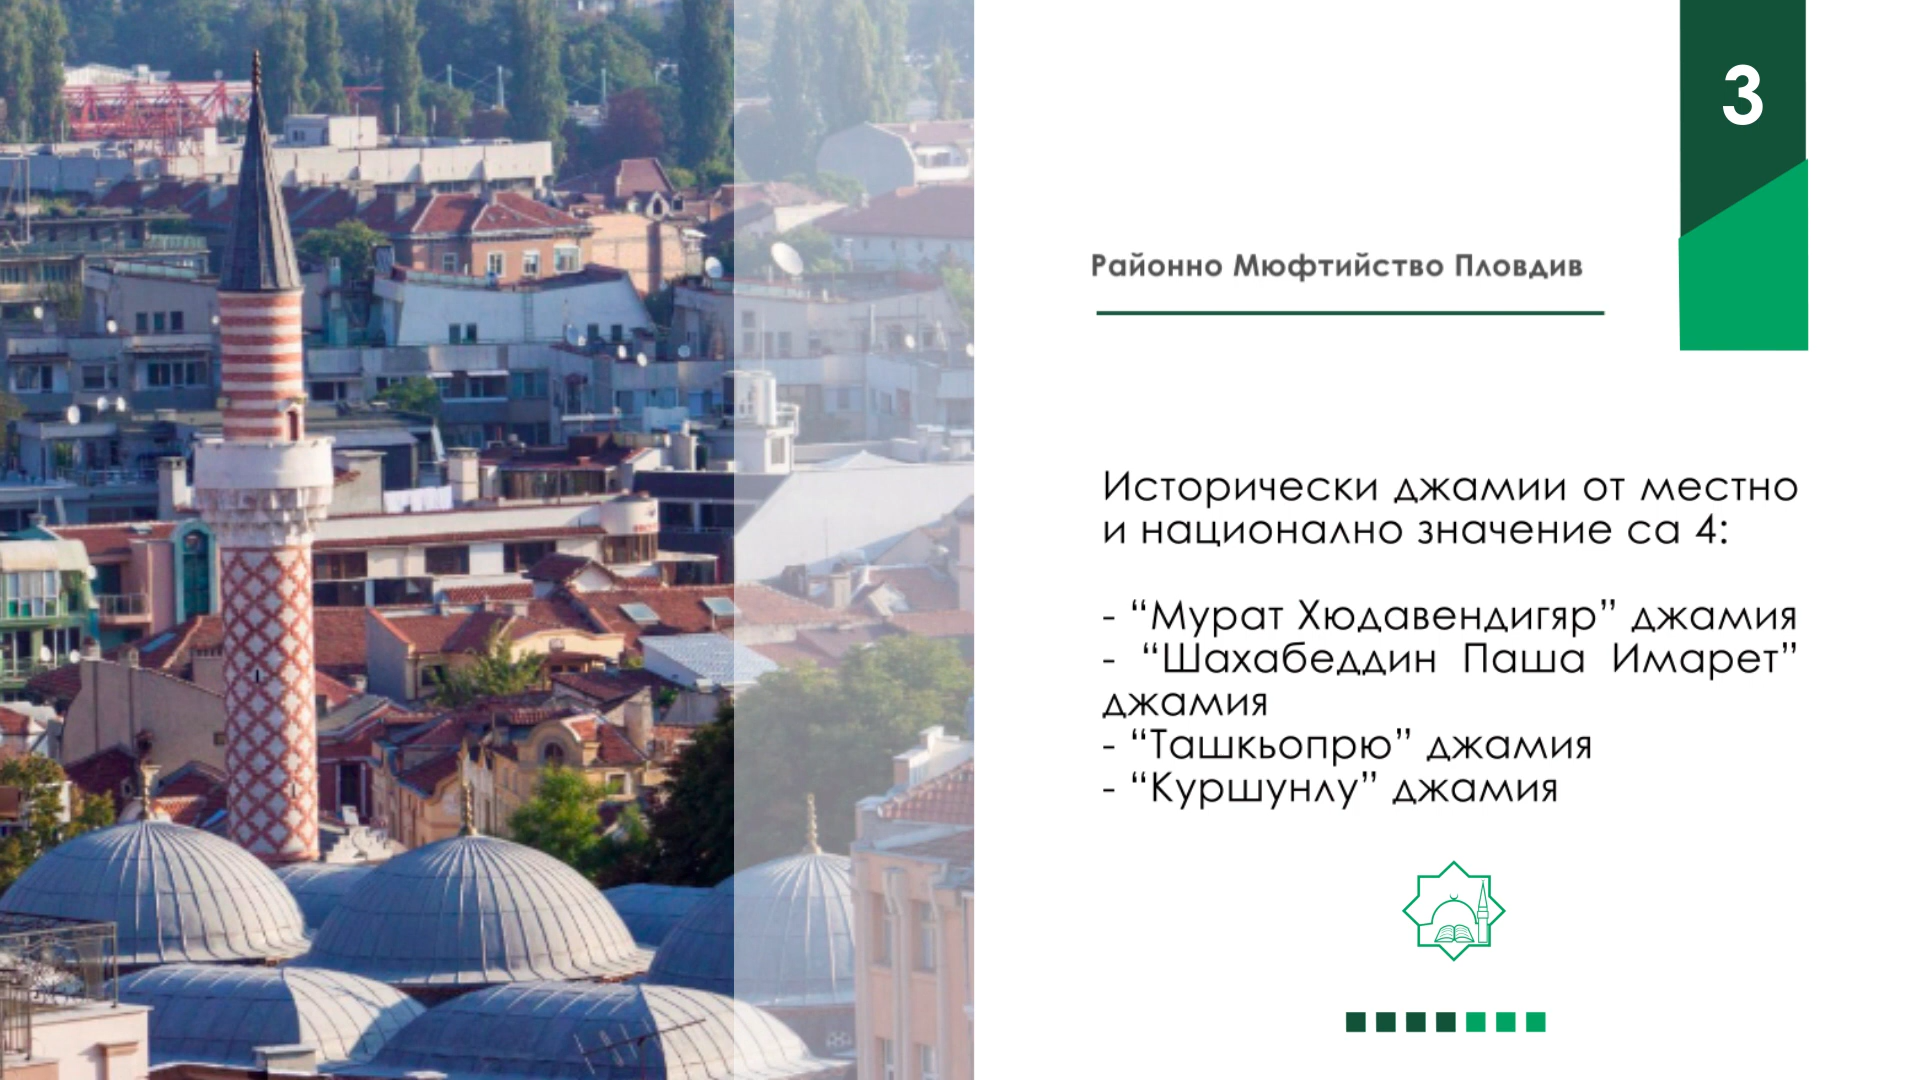 3
Районно Мюфтийство Пловдив
Исторически джамии от местно
и национално значение са 4:
- “Мурат Хюдавендигяр” джамия
- “Шахабеддин Паша Имарет”
джамия
- “Ташкьопрю” джамия
- “Куршунлу” джамия